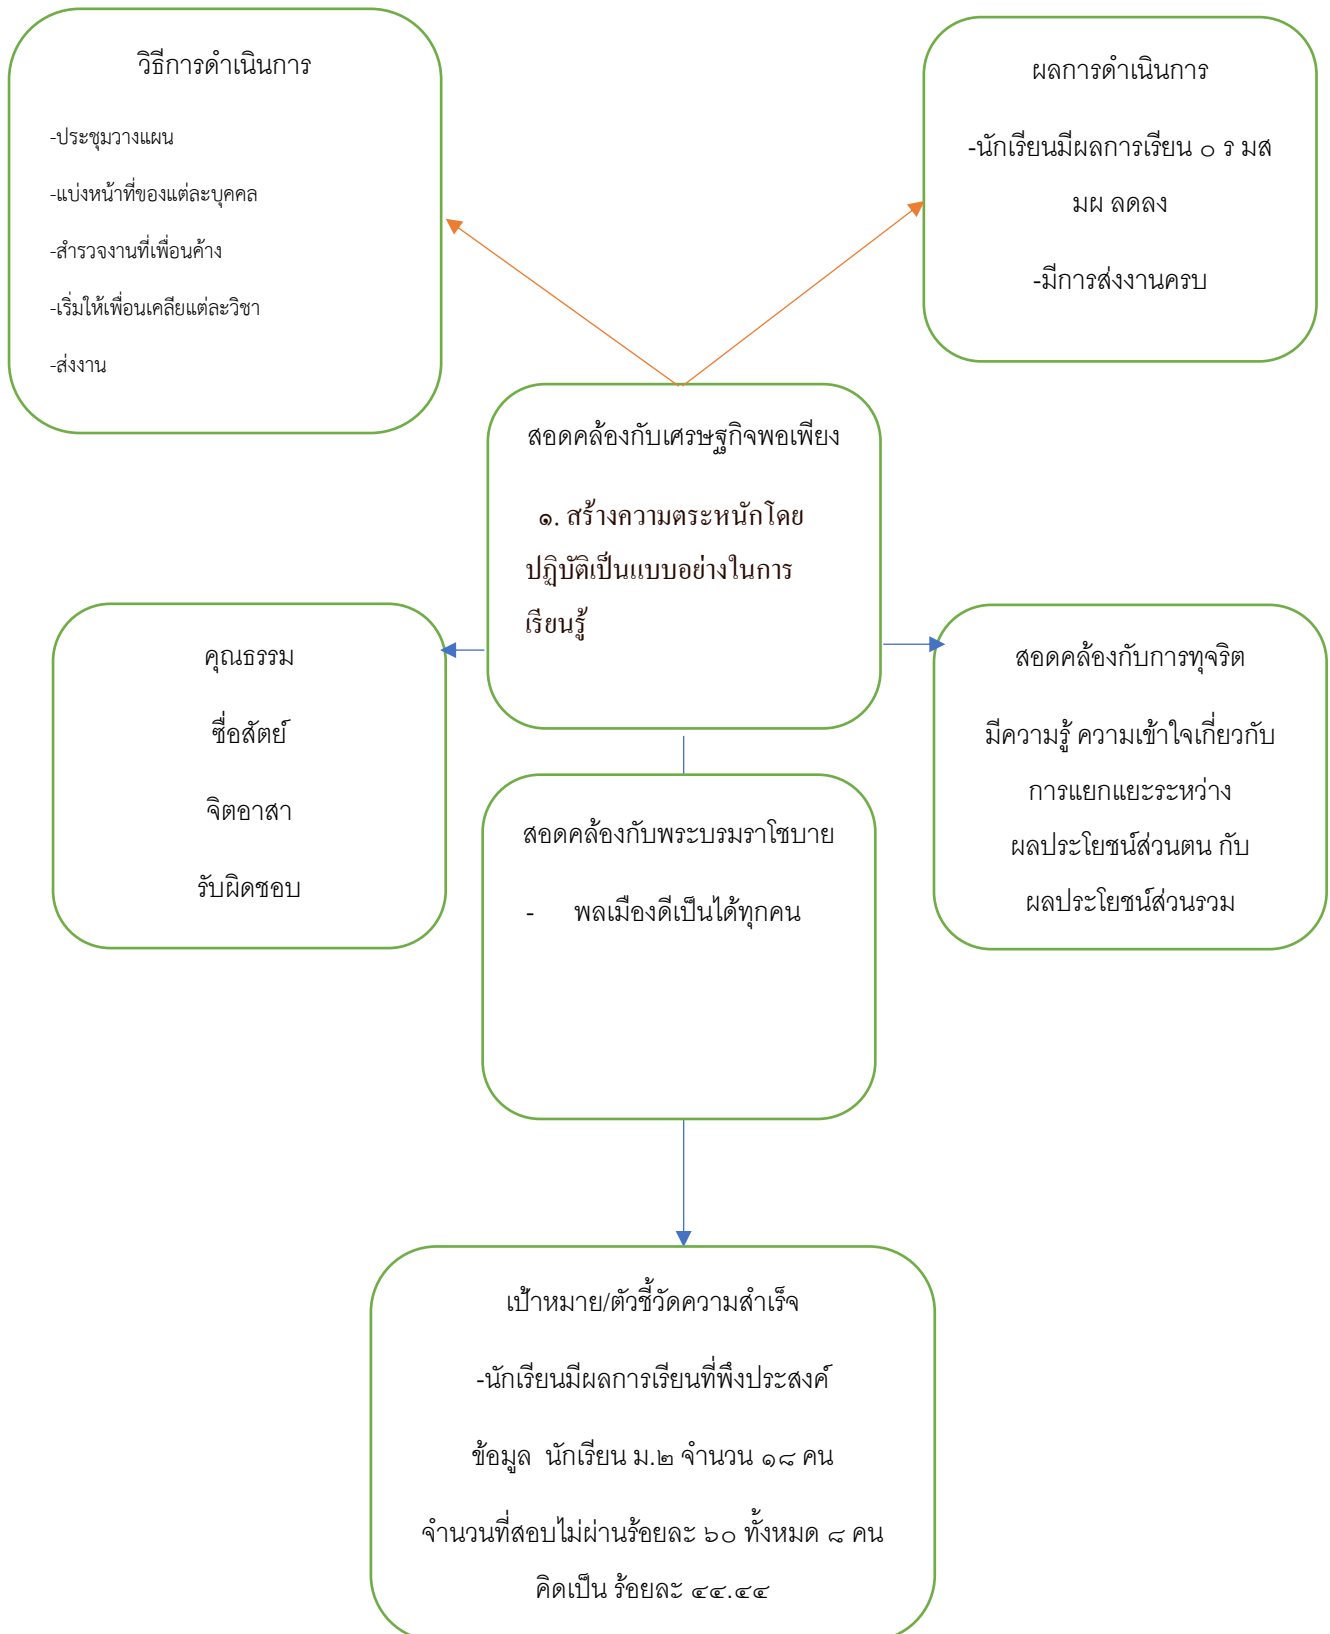 วิธีการดำเนินการ
-ประชุมวางแผน
-แบ่งหน้าที่ของแต่ละบุคคล
-สำรวจงานที่เพื่อนค้าง
-เริ่มให้เพื่อนเคลียแต่ละวิชา
-ส่งงาน
ผลการดำเนินการ
-นักเรียนมีผลการเรียน ๐ ร มส
มผ ลดลง
-มีการส่งงานครบ
สอดคล้องกับเศรษฐกิจพอเพียง
๑. สร้างความตระหนักโดย
ปฏิบัติเป็นแบบอย่างในการ
เรียนรู้
คุณธรรม
ซื่อสัตย์
จิตอาสา
รับผิดชอบ
สอดคล้องกับการทุจริต
มีความรู้ ความเข้าใจเกี่ยวกับ
การแยกแยะระหว่าง
ผลประโยชน์ส่วนตน กับ
ผลประโยชน์ส่วนรวม
สอดคล้องกับพระบรมราโชบาย
- พลเมืองดีเป็นได้ทุกคน
เป้าหมาย/ตัวชี้วัดความสำเร็จ
-นักเรียนมีผลการเรียนที่พึงประสงค์
ข้อมูล นักเรียน ม.๒ จำนวน ๑๘ คน
จำนวนที่สอบไม่ผ่านร้อยละ ๖๐ ทั้งหมด ๘ คน
คิดเป็น ร้อยละ ๔๔.๔๔